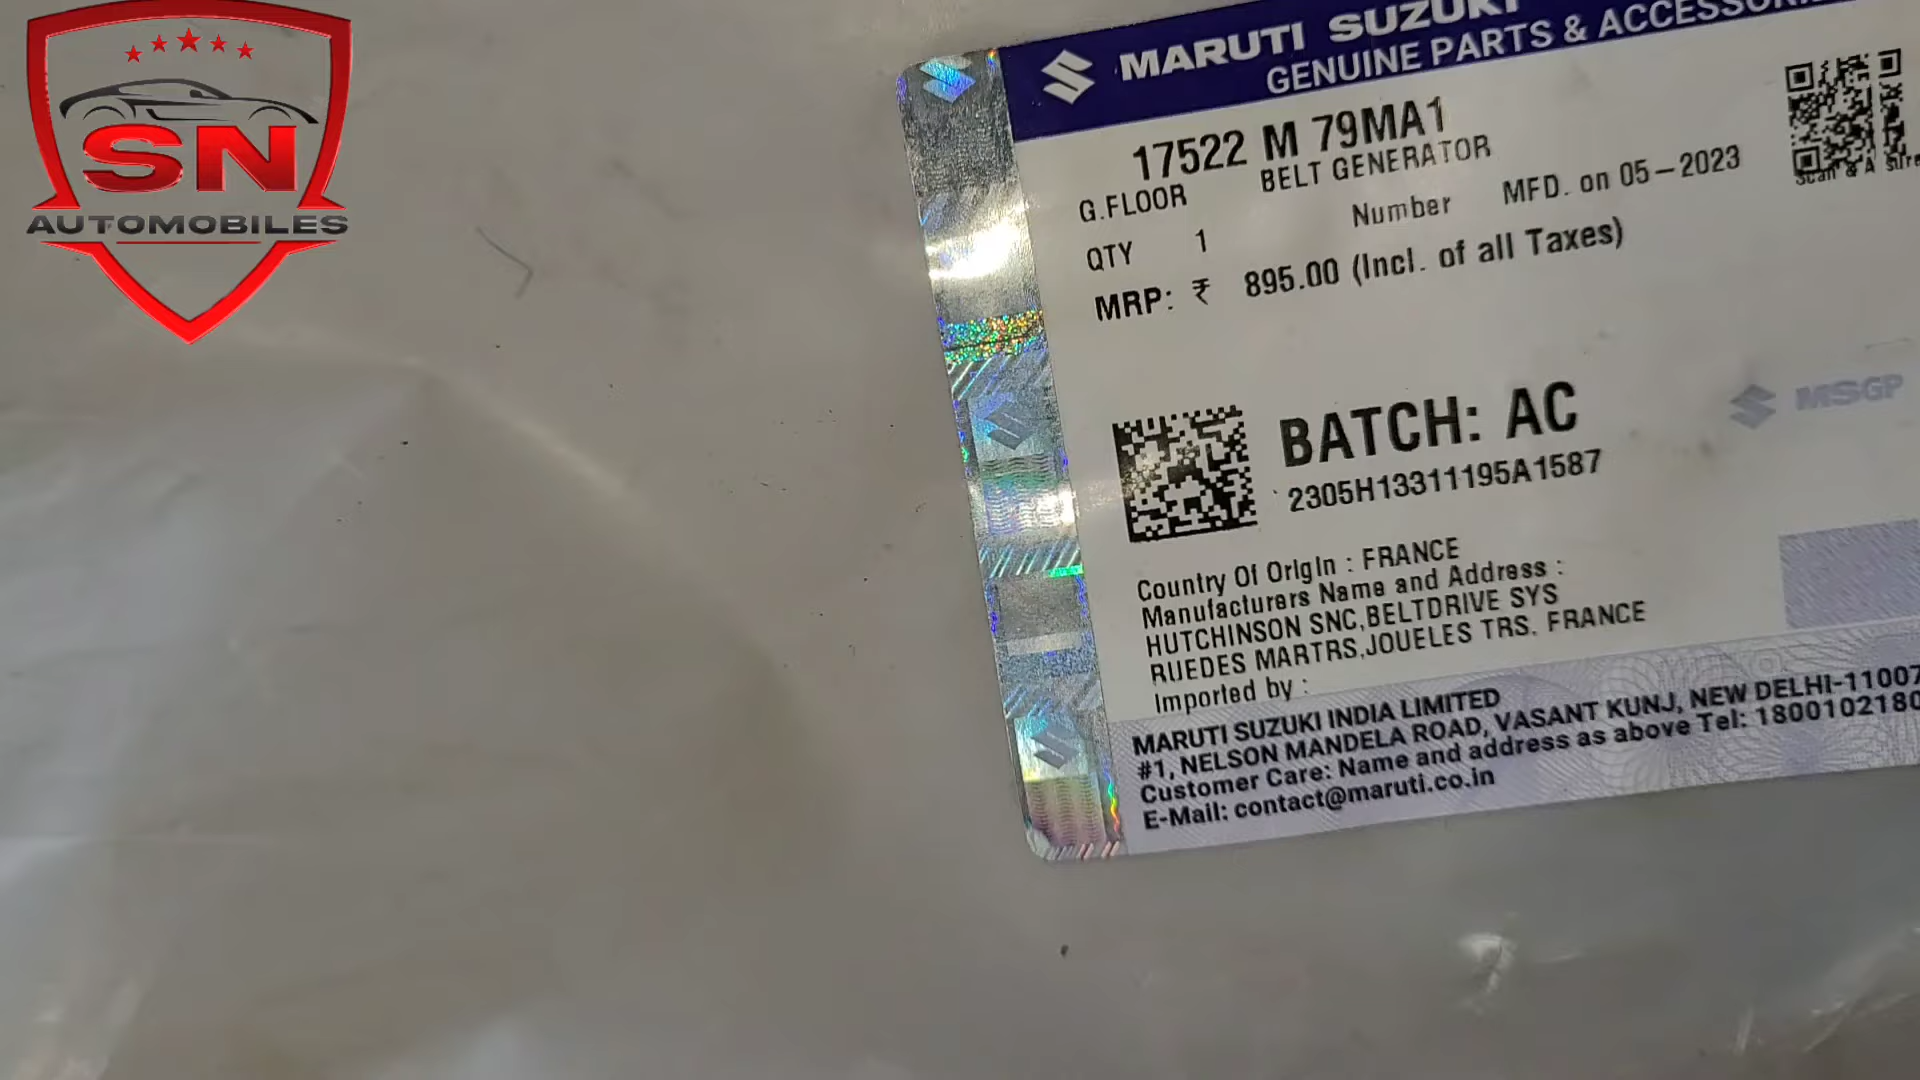 SN
AUTOMOBILES
MARUTI SUZUKI
GENUINE PARTS &
17522 M 79MA1
BELT GENERATOR
G.FLOOR
Number MFD. on 05-2023
QTY 1
MRP: ₹ 895.00 (Incl. of all Taxes)
Scan & A
MSGP
BATCH: AC
2305H13311195A1587
Country Of Origin : FRANCE
Manufacturers Name and Address :
HUTCHINSON SNC,BELTDRIVE SYS
RUEDES MARTRS,JOUELES TRS. FRANCE
Imported by :
MARUTI SUZUKI INDIA LIMITED
#1, NELSON MANDELA ROAD, VASANT KUNJ, NEW DELHI-11007
Customer Care: Name and address as above Tel: 1800102180
E-Mail: contact@maruti.co.in